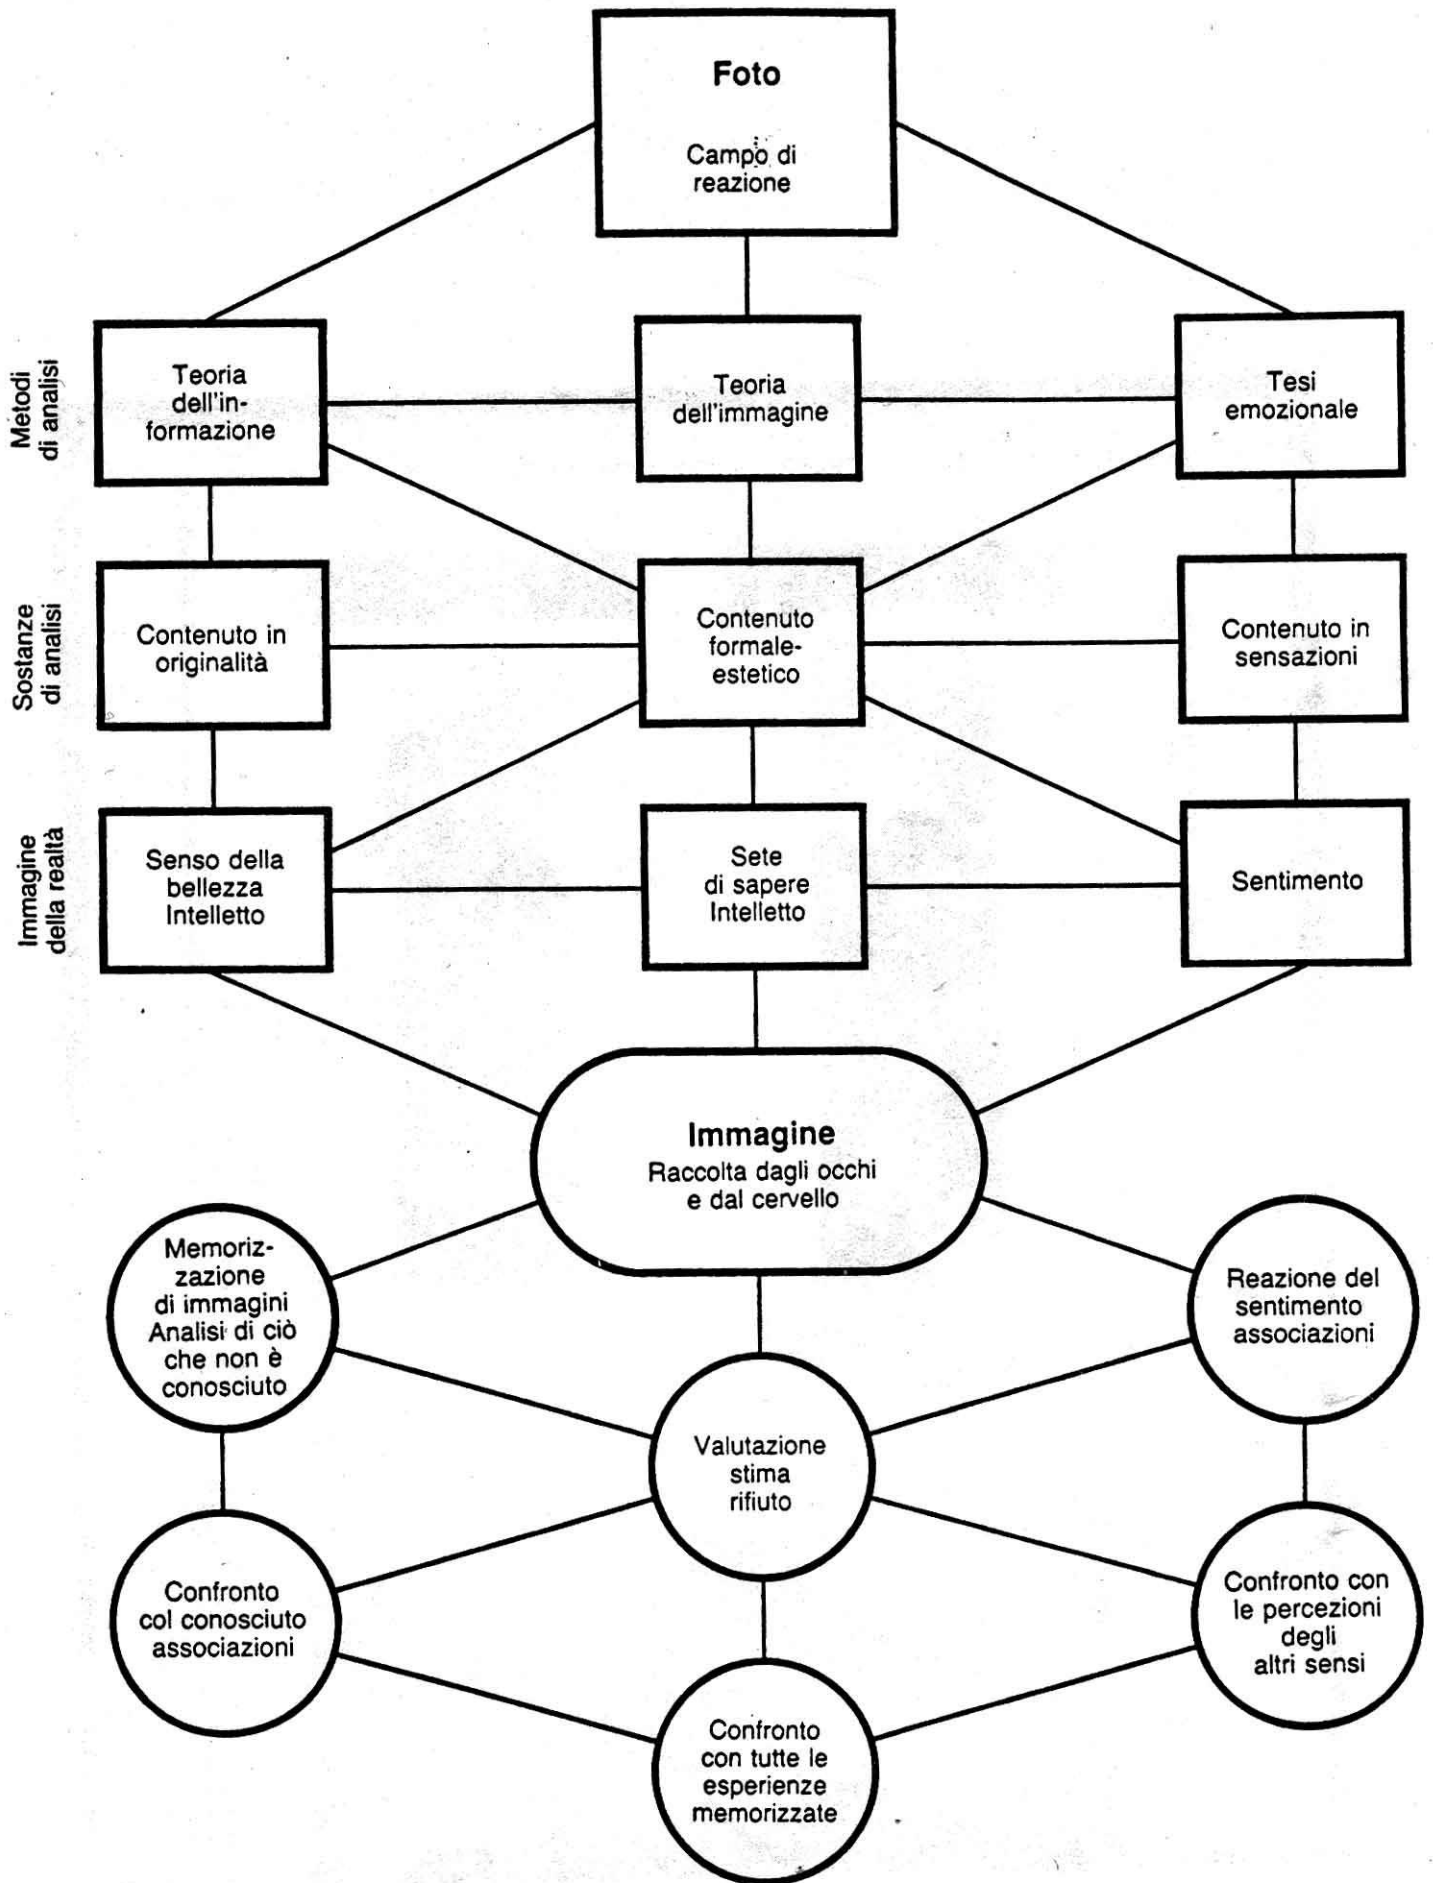 Foto
Campo di
reazione
Metodi
di analisi
Teoria
dell'in-
formazione
Teoria
dell'immagine
Tesi
emozionale
Sostanze
di analisi
Contenuto in
originalità
Contenuto
formale-
estetico
Contenuto in
sensazioni
Immagine
della realtà
Senso della
bellezza
Intelletto
Sete
di sapere
Intelletto
Sentimento
Immagine
Raccolta dagli occhi
e dal cervello
Memoriz-
zazione
di immagini
Analisi di ciò
che non è
conosciuto
Reazione del
sentimento
associazioni
Valutazione
stima
rifiuto
Confronto
col conosciuto
associazioni
Confronto con
le percezioni
degli
altri sensi
Confronto
con tutte le
esperienze
memorizzate